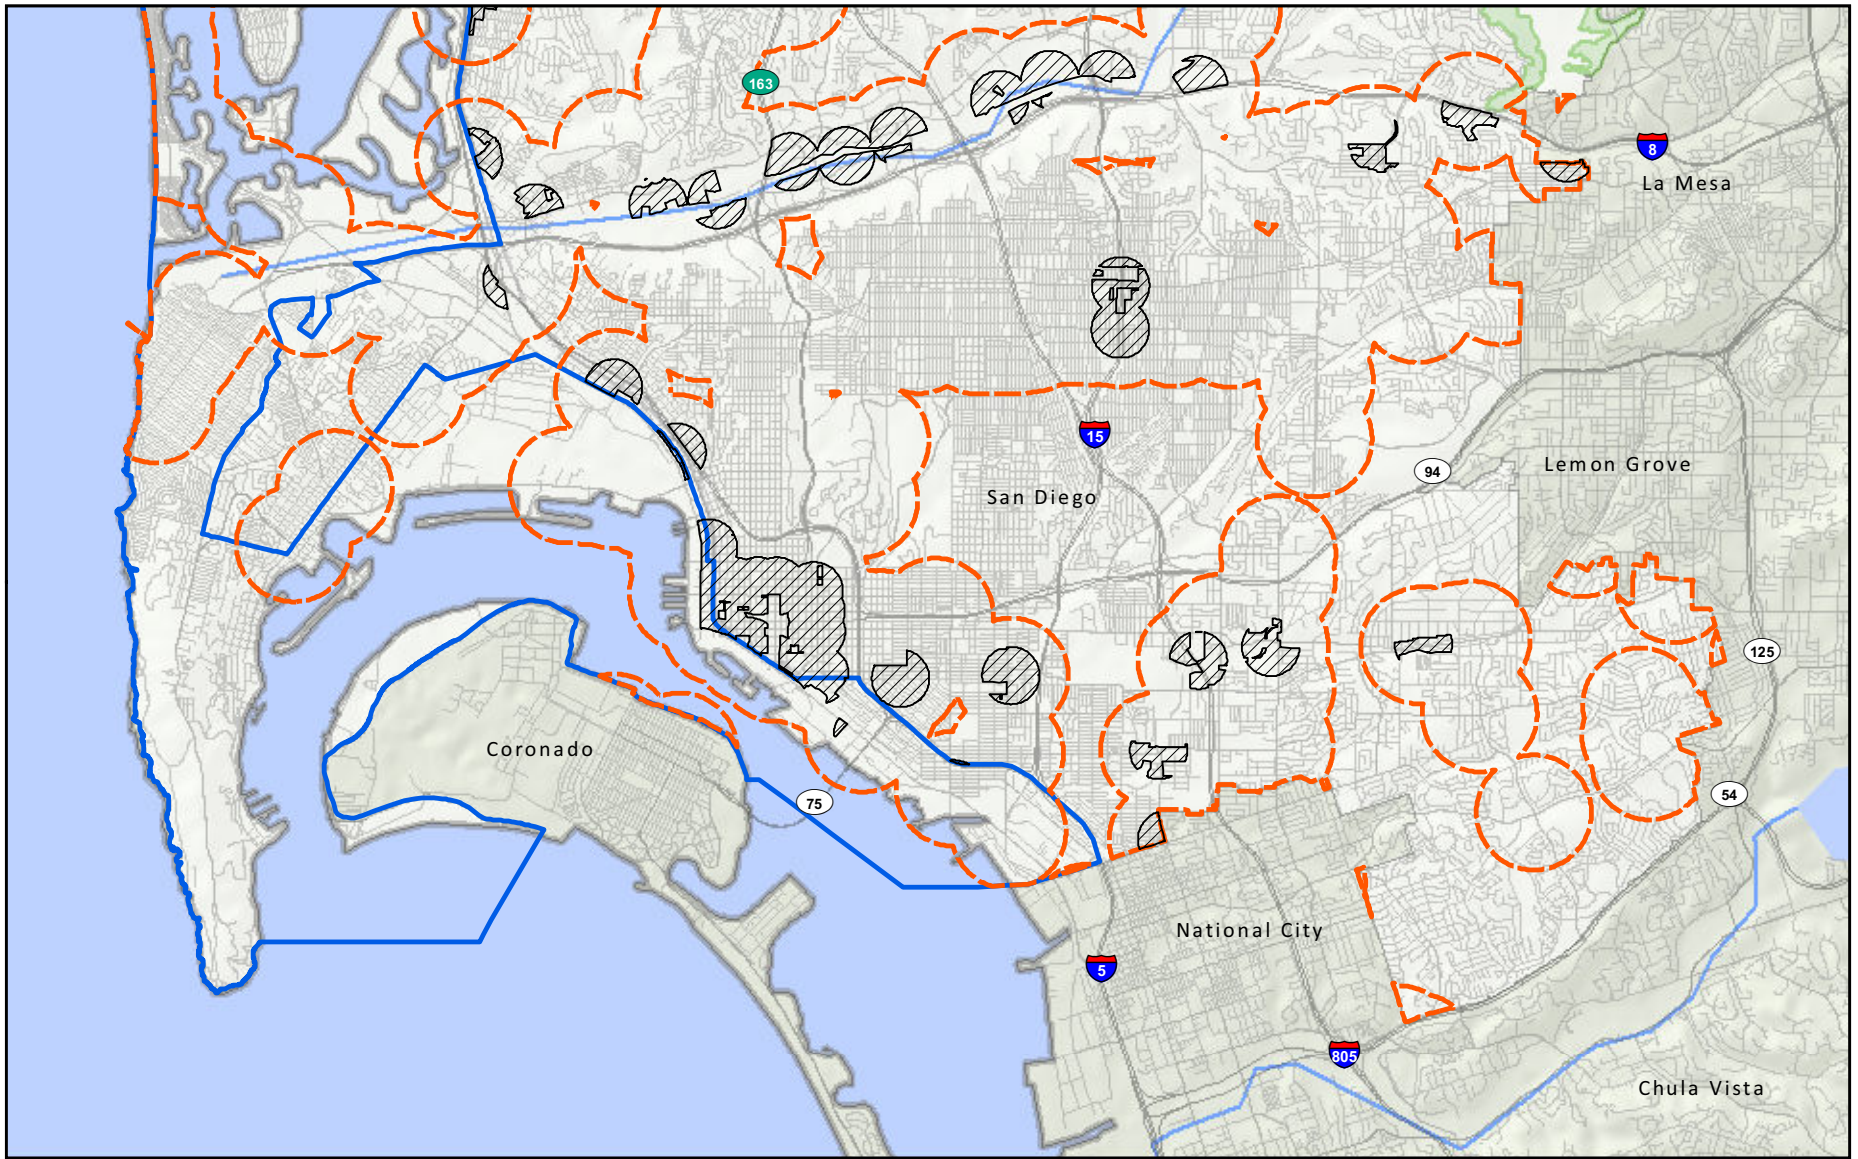 163
8
La Mesa
15
94
Lemon Grove
San Diego
125
Coronado
75
54
National City
5
805
Chula Vista